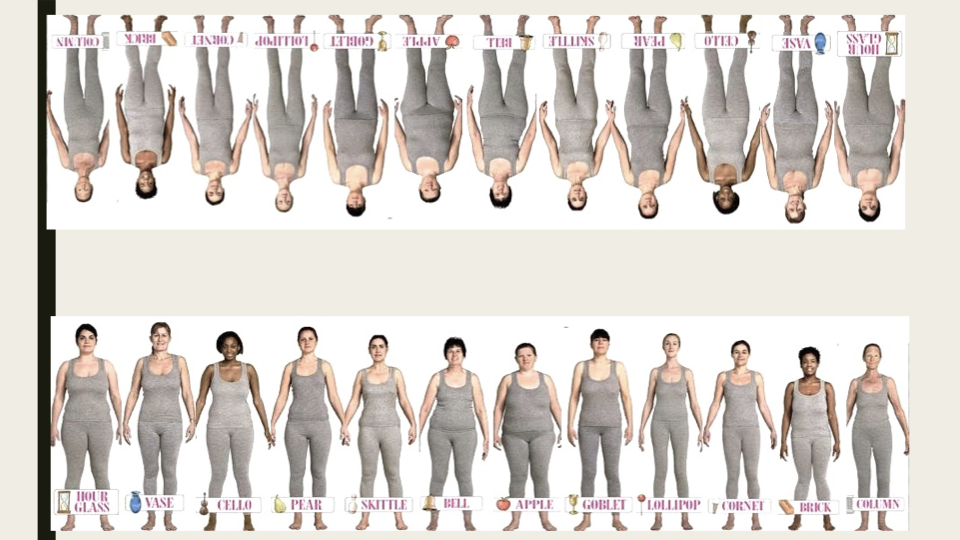 COLUMN BRICK CORNET LOLLIPOP GOBLET APPLE BELL SKITTLE PEAR CELLO VASE HOUR GLASS
HOUR GLASS VASE CELLO PEAR SKITTLE BELL APPLE GOBLET LOLLIPOP CORNET BRICK COLUMN